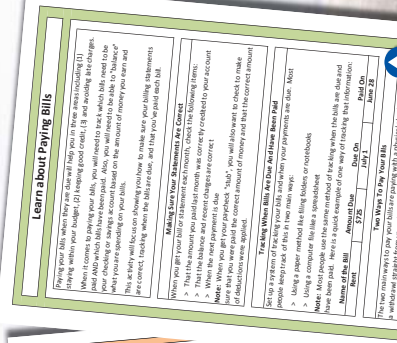 Learn about Paying Bills
Paying your bills when they are due will help you in three areas including (1)
staying within your budget, (2) keeping good credit, (3) and avoiding late charges.
When it comes to paying your bills, you will need to track which bills need to be
paid AND which bills have been paid. Also, you will need to be able to "balance"
your checking or savings account based on the amount of money you earn and
what you are spending on your bills.
This activity will focus on showing you how to make sure your billing statements
are correct, tracking when the bills are due, and that you've paid each bill.
Making Sure Your Statements Are Correct
When you get your bill or statement each month, check the following items:
> That the amount you paid last month was correctly credited to your account
> That the balance and recent charges are correct
> When the next payment is due
Note: When you get your paycheck "stub", you will also want to check to make
sure that you were paid the correct amount of money and that the correct amount
of deductions were applied.
Tracking When Bills Are Due And Have Been Paid
Set up a system of tracking your bills and when your payments are due. Most
people keep track of this in two main ways:
> Using a paper method like filing folders or notebooks
> Using a computer file like a spreadsheet
Note: Most people use the same method of tracking when the bills are due and
have been paid. Here is a quick example of one way of tracking that information:
Name of the Bill Amount Due Due On Paid On
Rent $725 July 1 June 28
Two Ways To Pay Your Bills
The two main ways to pay your bills are paying with a
withdrawal straight from